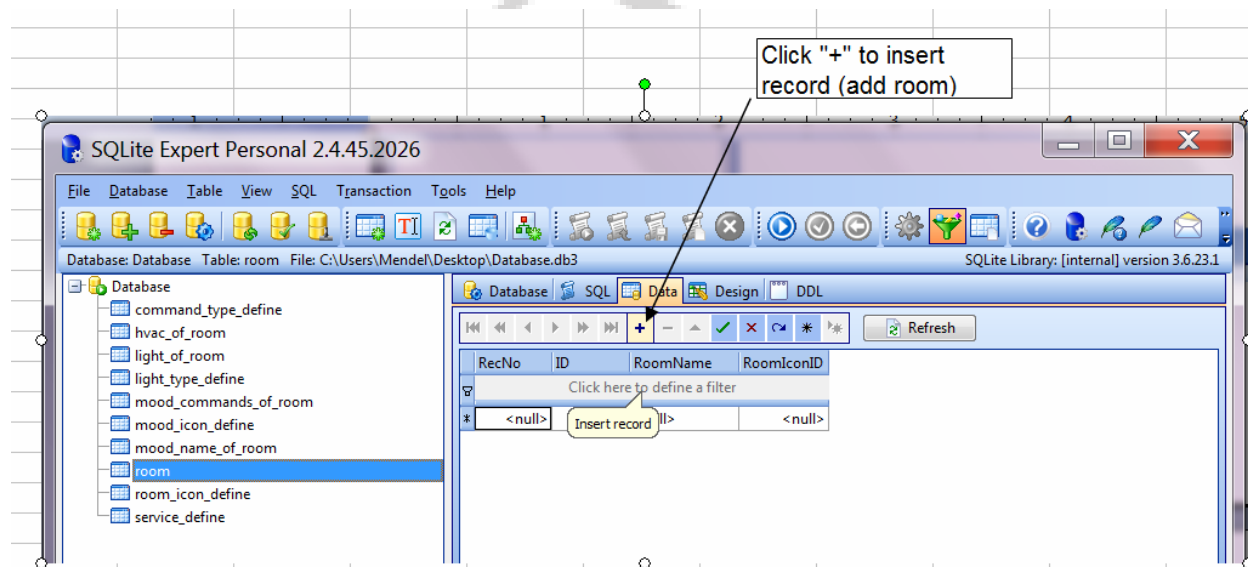 Click "+" to insert
record (add room)
SQLite Expert Personal 2.4.45.2026
File Database Table View SQL Transaction Tools Help
Database: Database Table: room File: C:\Users\Mendel\Desktop\Database.db3 SQLite Library: [internal] version 3.6.23.1
Database
command_type_define
hvac_of_room
light_of_room
light_type_define
mood_commands_of_room
mood_icon_define
mood_name_of_room
room
room_icon_define
service_define
Database SQL Data Design DDL
Refresh
RecNo ID RoomName RoomIconID
Click here to define a filter
<null> ll> <null>
Insert record